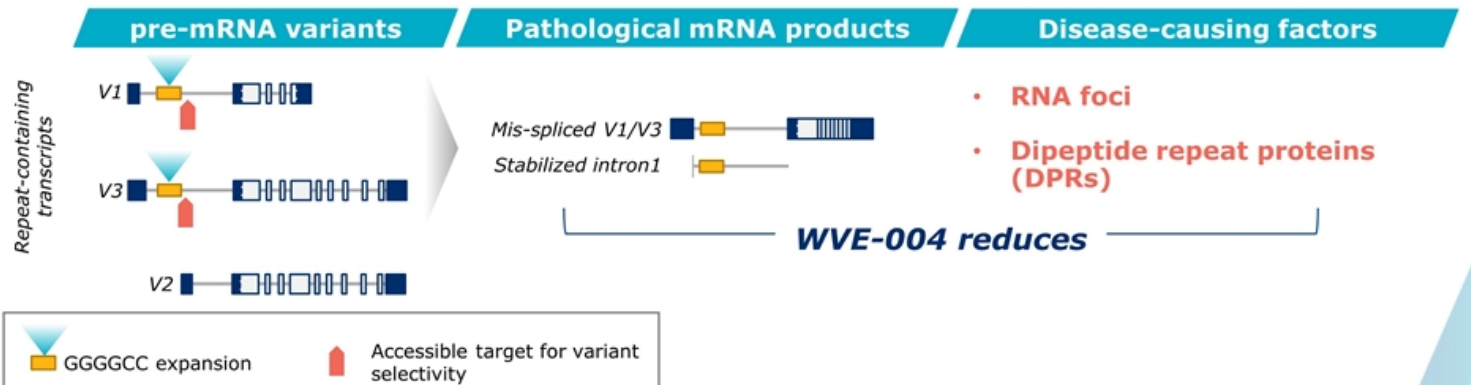 pre-mRNA variants
Pathological mRNA products
Disease-causing factors
Repeat-containing
transcripts
V1
V3
V2
Mis-spliced V1/V3
Stabilized intron1
• RNA foci
• Dipeptide repeat proteins
(DPRs)
WVE-004 reduces
GGGGCC expansion
Accessible target for variant
selectivity